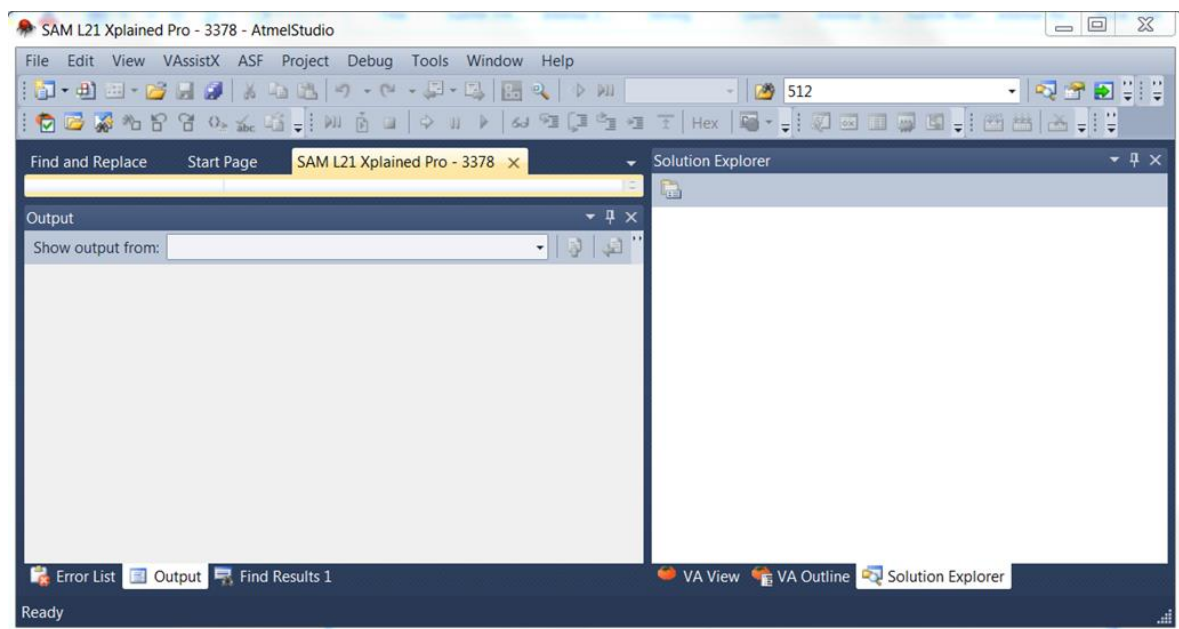 SAM L21 Xplained Pro - 3378 - AtmelStudio
File Edit View VAssistX ASF Project Debug Tools Window Help
512
Hex
Find and Replace Start Page SAM L21 Xplained Pro - 3378
Solution Explorer
Output
Show output from:
Error List Output Find Results 1
VA View VA Outline Solution Explorer
Ready